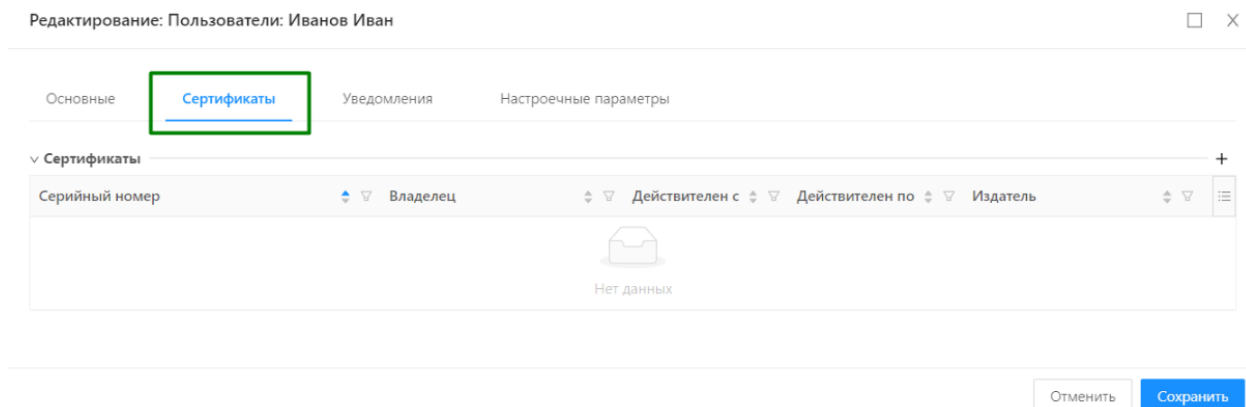 Редактирование: Пользователи: Иванов Иван
Основные Сертификаты Уведомления Настроечные параметры
Сертификаты
Серийный номер Владелец Действителен с Действителен по Издатель
Нет данных
Отменить Сохранить